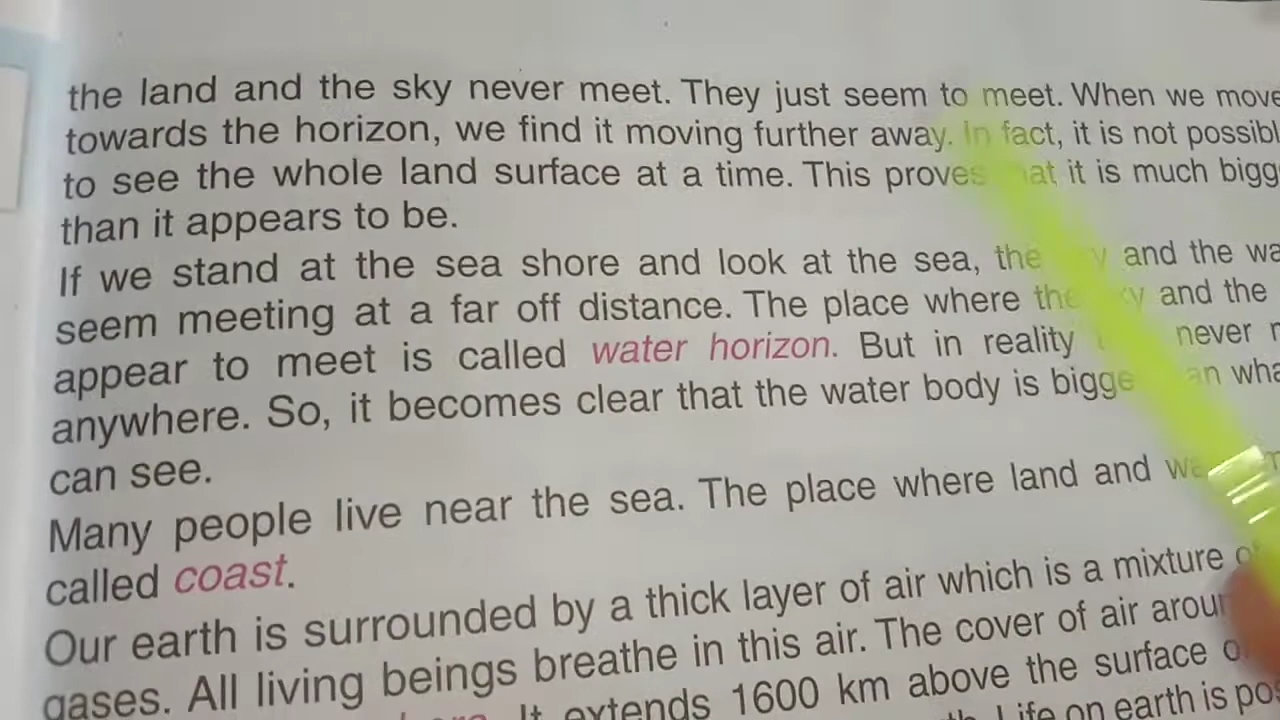 the land and the sky never meet. They just seem to meet. When we move
towards the horizon, we find it moving further away. In fact, it is not possibl
to see the whole land surface at a time. This proves at it is much bigg
than it appears to be.
If we stand at the sea shore and look at the sea, the y and the wa
seem meeting at a far off distance. The place where the ky and the
appear to meet is called water horizon. But in reality never
anywhere. So, it becomes clear that the water body is bigge an wha
can see.
Many people live near the sea. The place where land and wa
called coast.
Our earth is surrounded by a thick layer of air which is a mixture o
gases. All living beings breathe in this air. The cover of air aroun
It extends 1600 km above the surface o
Life on earth is pos